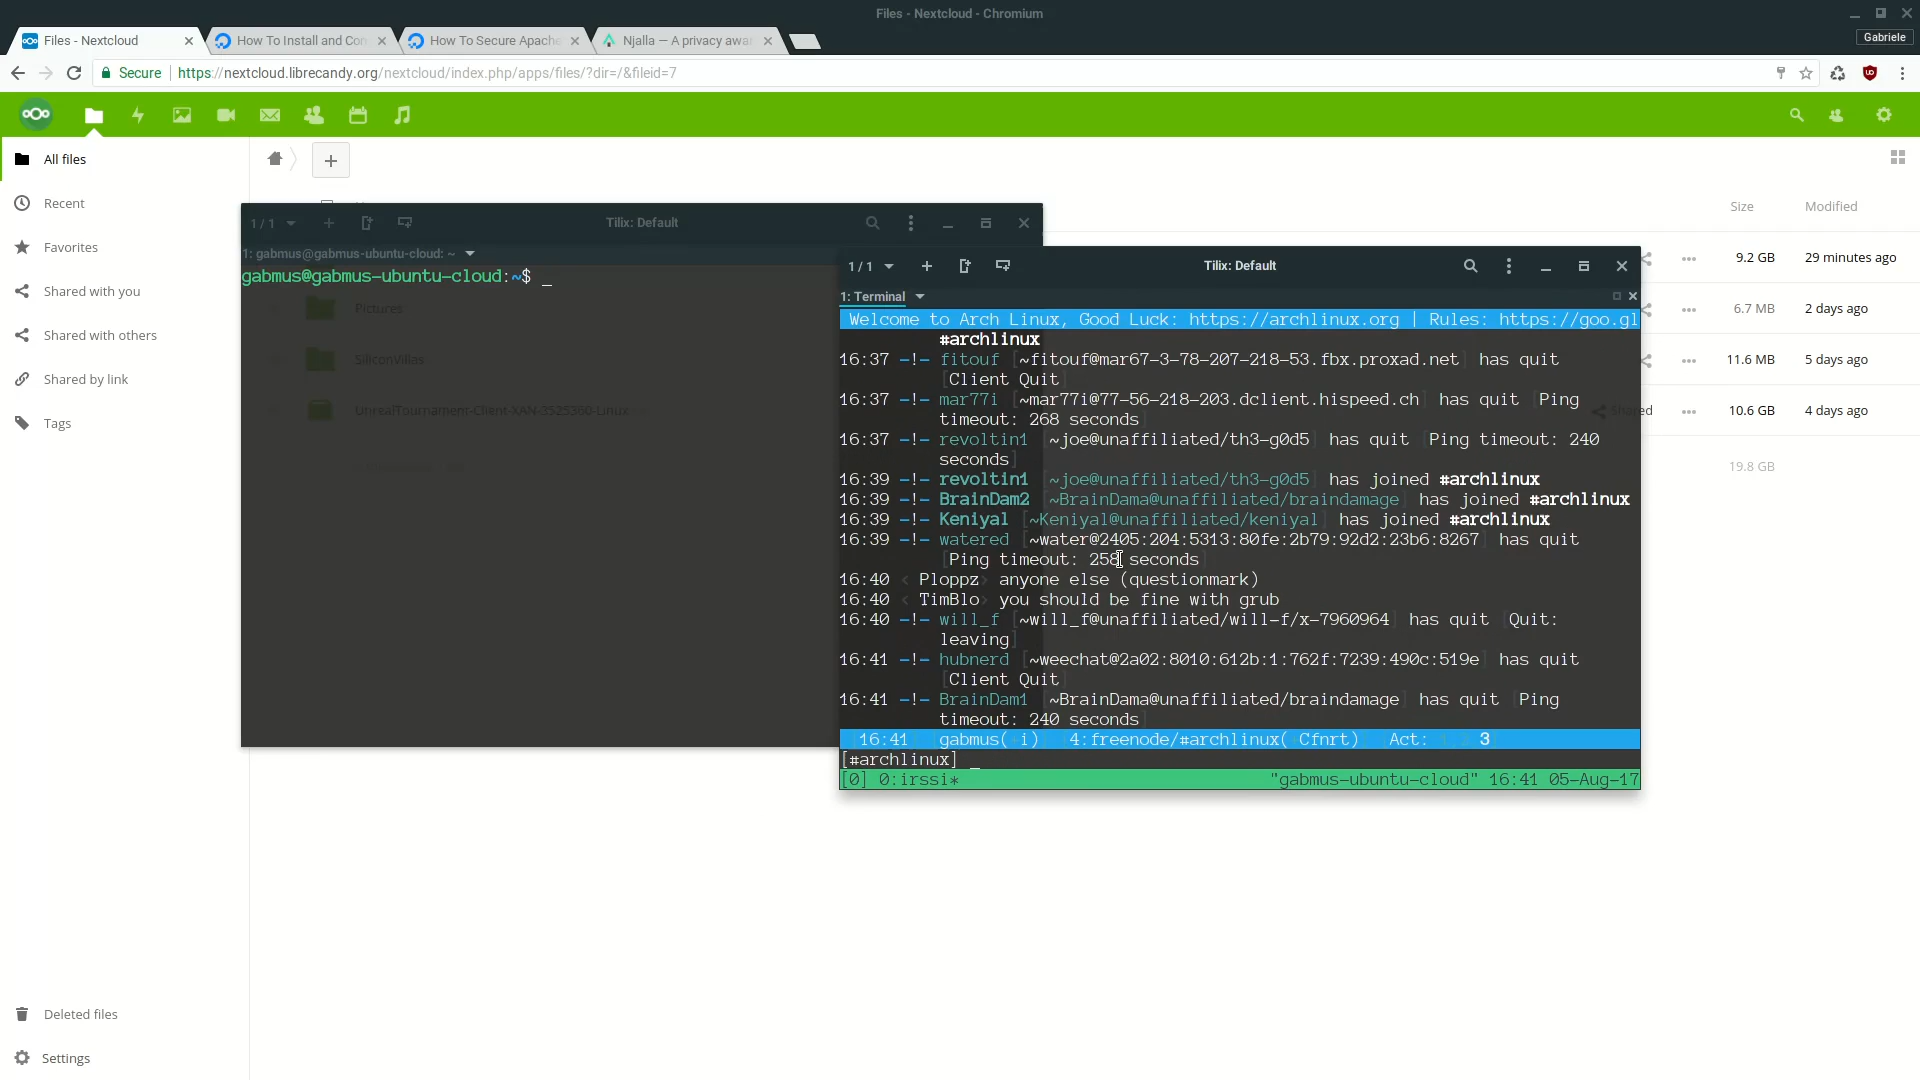 Files - Nextcloud - Chromium
Files - Nextcloud
How To Install and Con
How To Secure Apache
Njalla — A privacy awa
Gabriele
Secure
https://nextcloud.librecandy.org/nextcloud/index.php/apps/files/?dir=/&fileid=7
All files
Recent
Favorites
Shared with you
Shared with others
Shared by link
Tags
Deleted files
Settings
Size Modified
9.2 GB 29 minutes ago
6.7 MB 2 days ago
11.6 MB 5 days ago
Shared 10.6 GB 4 days ago
19.8 GB
1 / 1 Tilix: Default
1: gabmus@gabmus-ubuntu-cloud: ~
gabmus@gabmus-ubuntu-cloud:~$ _
Pictures
SiliconVillas
UnrealTournament-Client-XAN-3525360-Linux
1 / 1 Tilix: Default
1: Terminal
Welcome to Arch Linux, Good Luck: https://archlinux.org | Rules: https://goo.gl
#archlinux
16:37 -!- fitouf [~fitouf@mar67-3-78-207-218-53.fbx.proxad.net] has quit
[Client Quit]
16:37 -!- mar77i [~mar77i@77-56-218-203.dclient.hispeed.ch] has quit [Ping
timeout: 268 seconds]
16:37 -!- revoltin1 [~joe@unaffiliated/th3-g0d5] has quit [Ping timeout: 240
seconds]
16:39 -!- revoltin1 [~joe@unaffiliated/th3-g0d5] has joined #archlinux
16:39 -!- BrainDam2 [~BrainDama@unaffiliated/braindamage] has joined #archlinux
16:39 -!- Keniyal [~Keniyal@unaffiliated/keniyal] has joined #archlinux
16:39 -!- watered [~water@2405:204:5313:80fe:2b79:92d2:23b6:8267] has quit
[Ping timeout: 258 seconds]
16:40 < Ploppz> anyone else (questionmark)
16:40 < TimBlo> you should be fine with grub
16:40 -!- will_f [~will_f@unaffiliated/will-f/x-7960964] has quit [Quit:
leaving]
16:41 -!- hubnerd [~weechat@2a02:8010:612b:1:762f:7239:490c:519e] has quit
[Client Quit]
16:41 -!- BrainDam1 [~BrainDama@unaffiliated/braindamage] has quit [Ping
timeout: 240 seconds]
16:41 gabmus(+i) 4:freenode/#archlinux(+Cfnrt) Act: 3
[#archlinux] _
[0] 0:irssi* "gabmus-ubuntu-cloud" 16:41 05-Aug-17